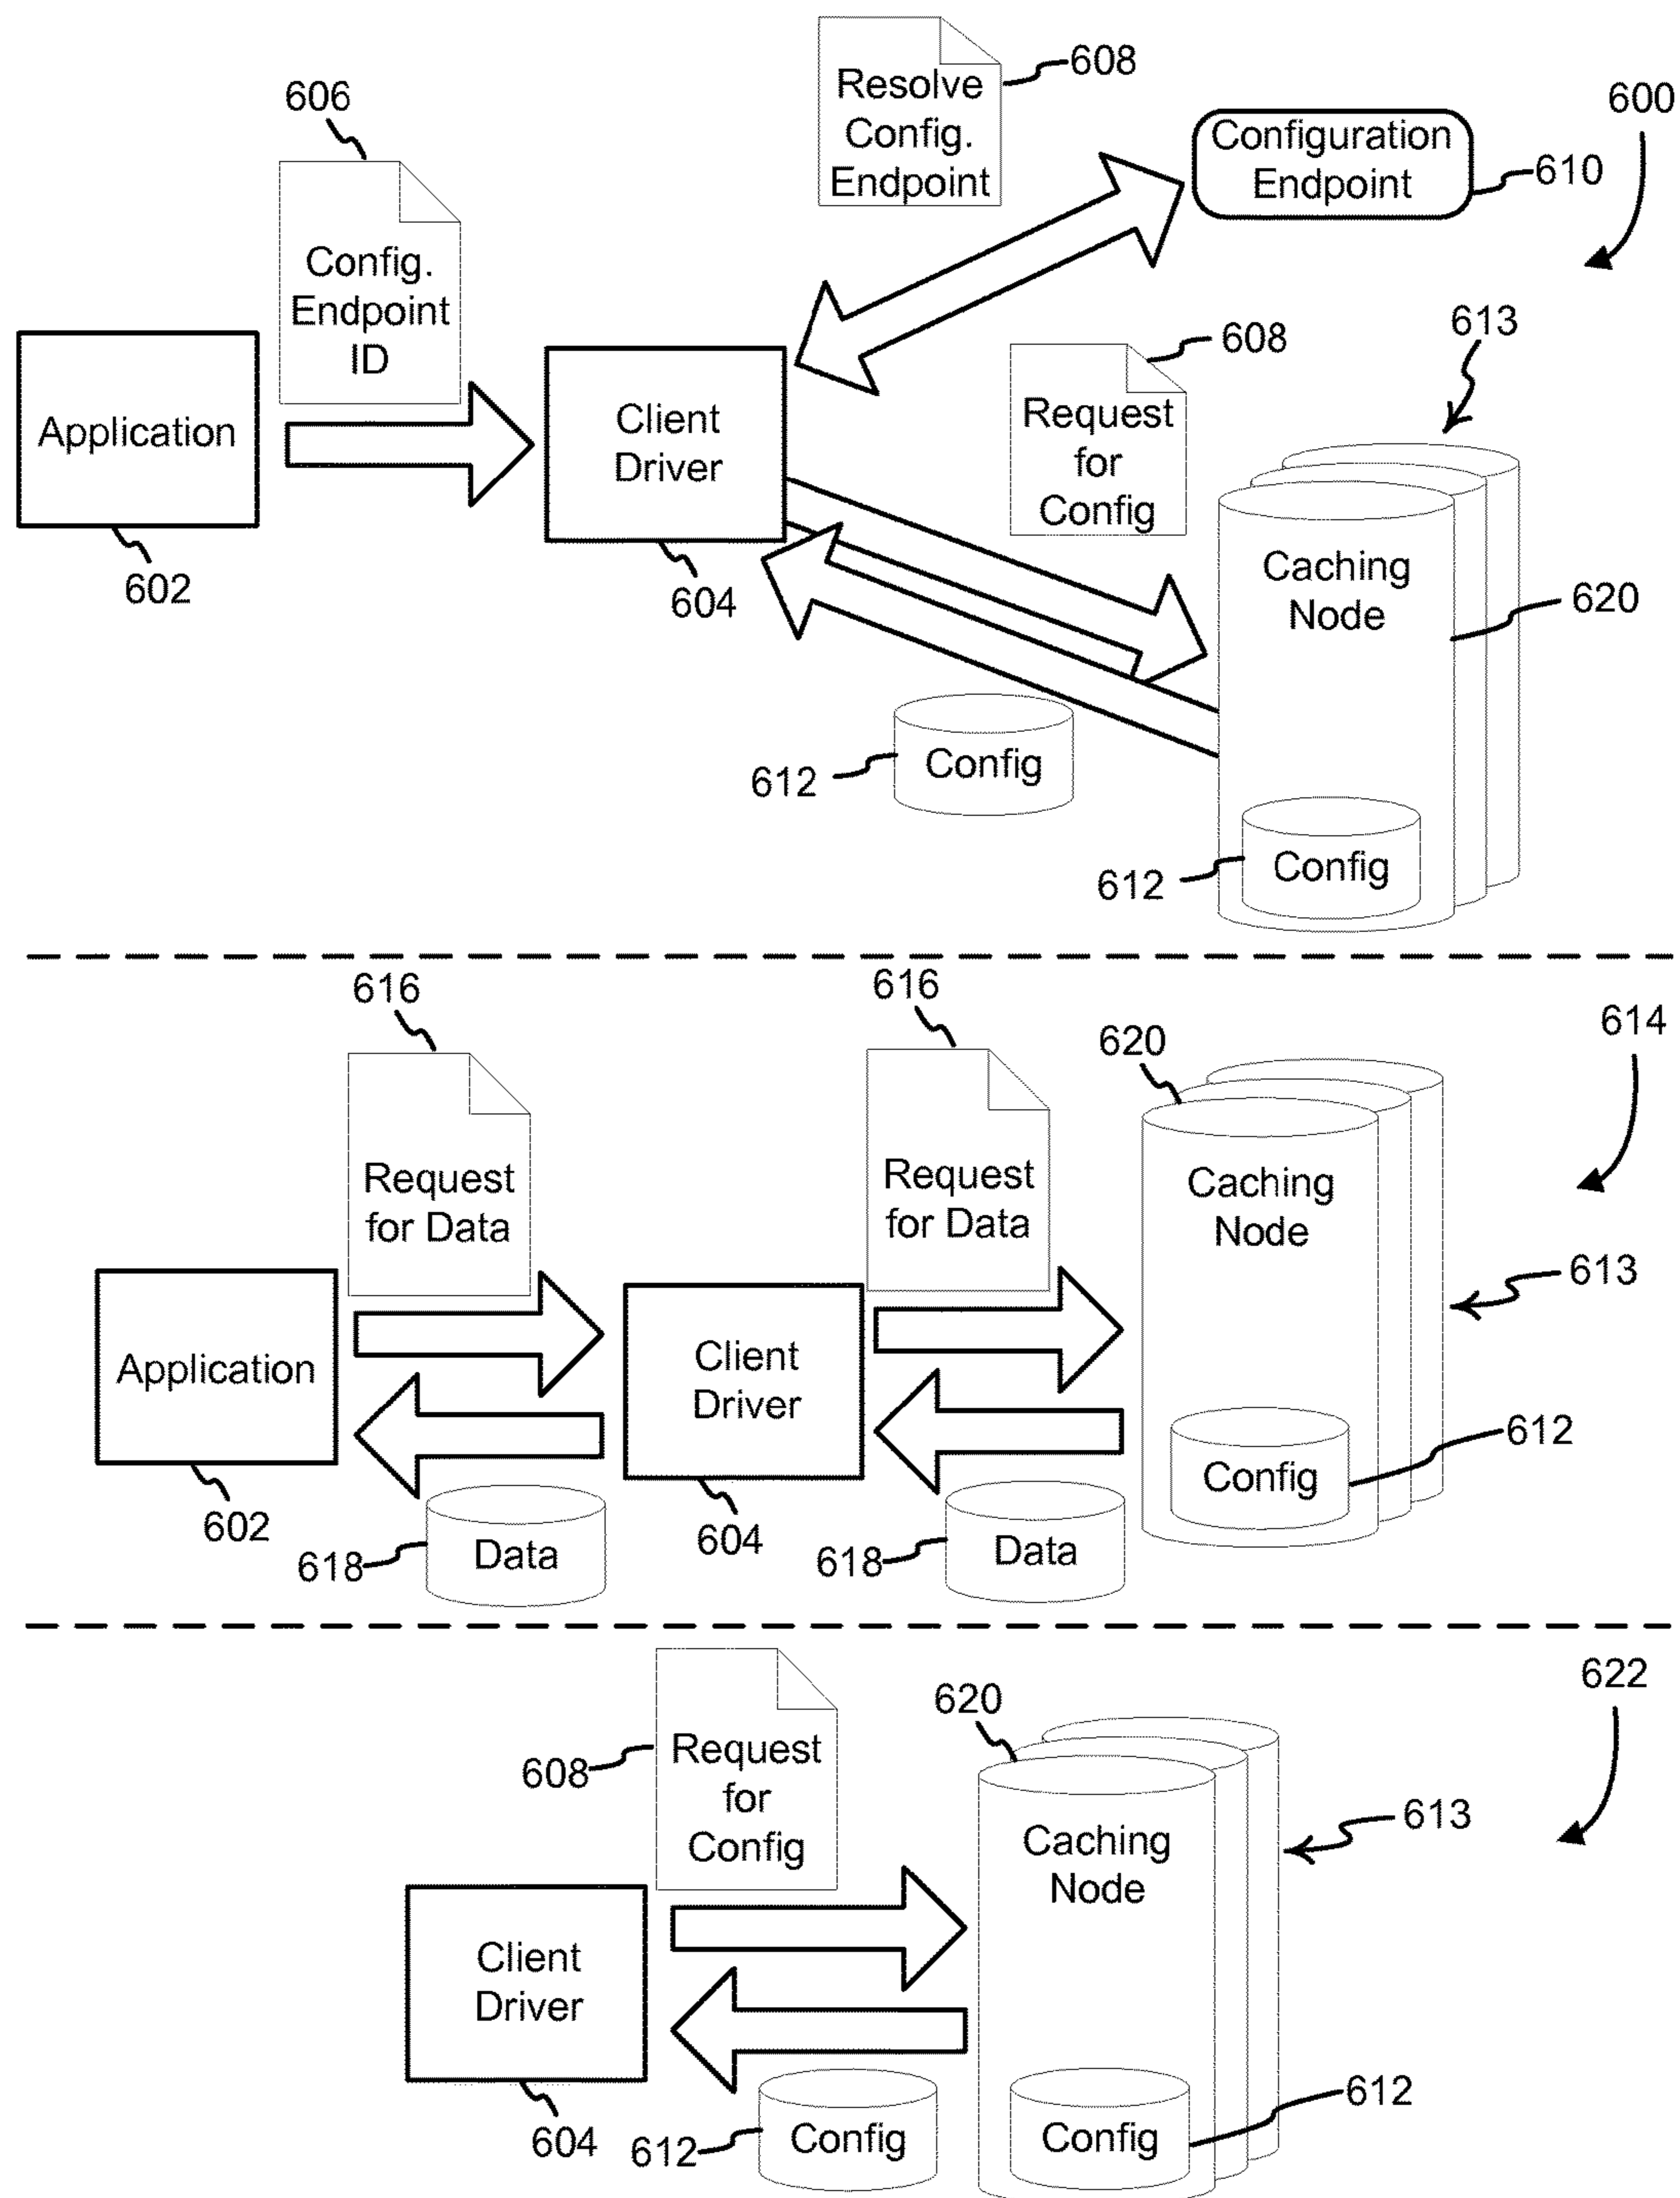 608
Resolve
Config.
Endpoint
606
600
Configuration
Endpoint
610
Config.
Endpoint
ID
613
608
Application
Client
Driver
Request
for
Config
602
604
Caching
Node
620
612
Config
612
Config
616
616
614
620
Request
for Data
Request
for Data
Caching
Node
613
Application
Client
Driver
612
Config
602
604
618
Data
618
Data
622
620
608
Request
for
Config
613
Caching
Node
Client
Driver
612
604
612
Config
Config